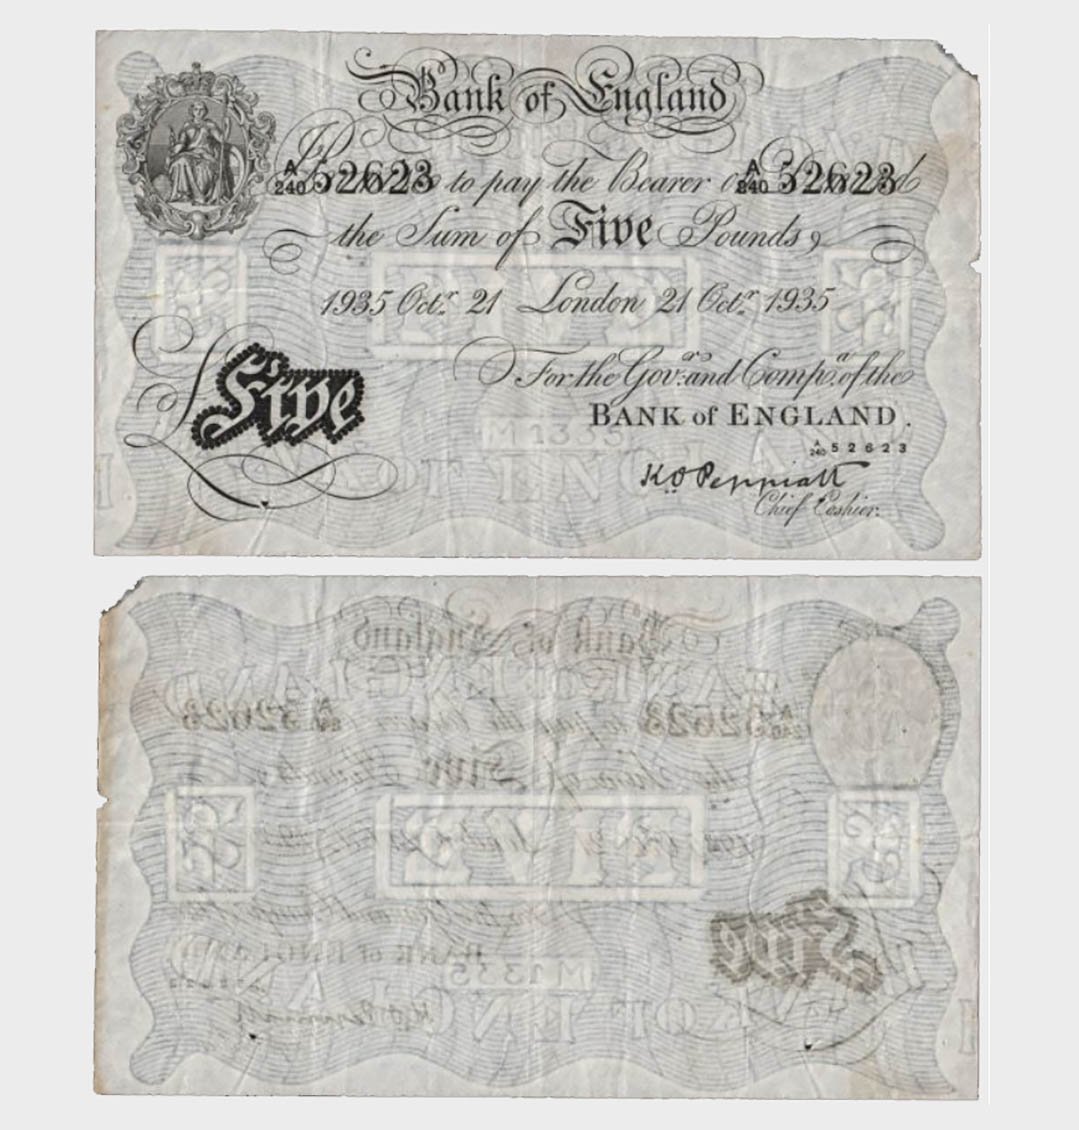 Bank of England
A/240 52623 to pay the Bearer on Demand A/240 52623
the Sum of Five Pounds,
1935 Octr. 21 London 21 Octr. 1935
For the Govr. and Compa. of the
BANK of ENGLAND.
£Five
A/240 52623
K O Peppiatt
Chief Cashier.
FIVE
M 1335
M 1335